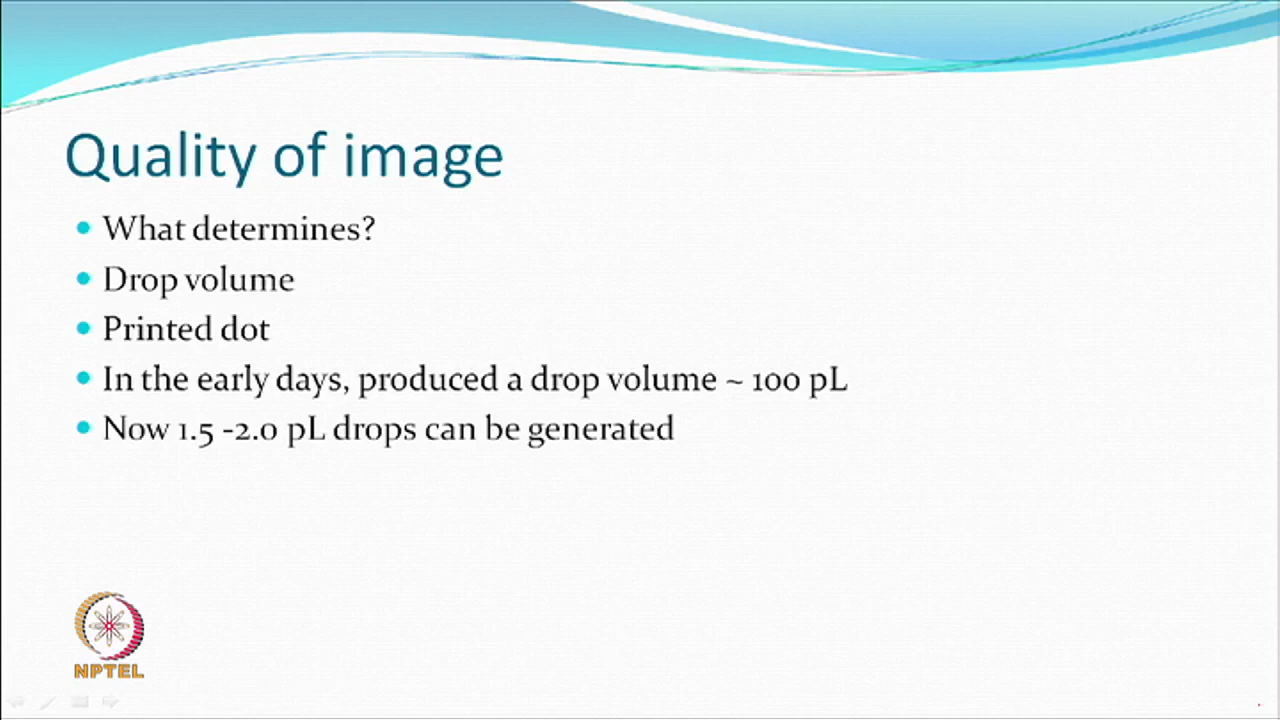 Quality of image
What determines?
Drop volume
Printed dot
In the early days, produced a drop volume ~ 100 pL
Now 1.5 -2.0 pL drops can be generated
NPTEL